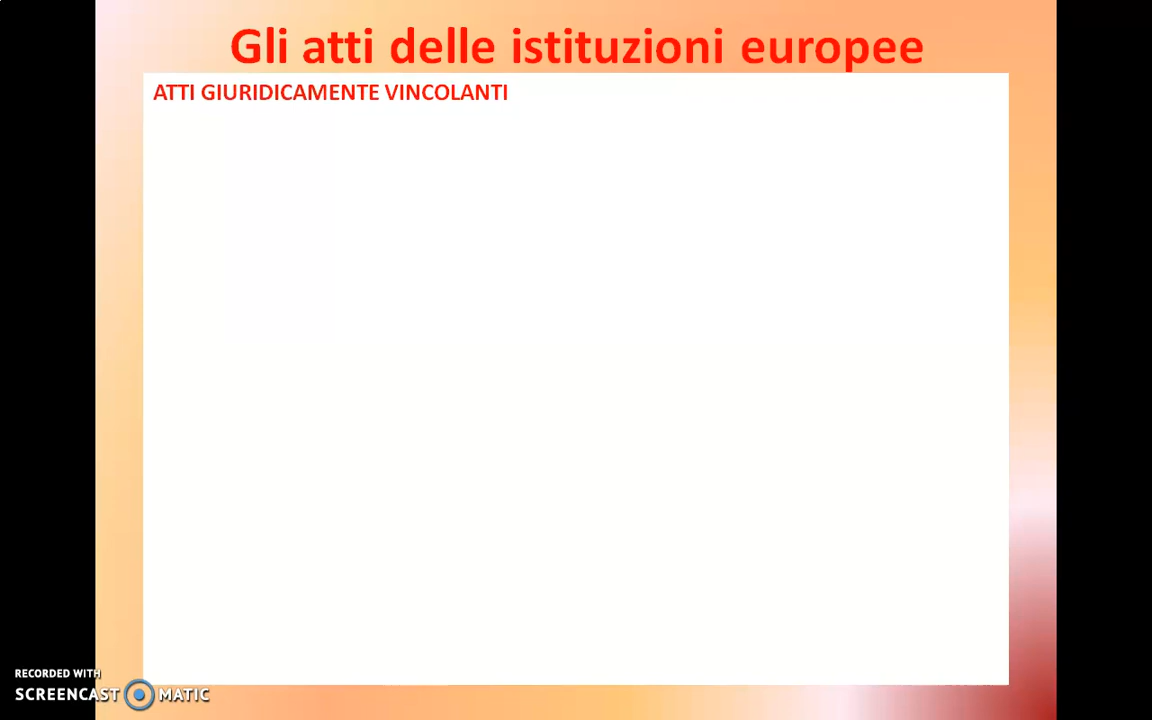 Gli atti delle istituzioni europee
ATTI GIURIDICAMENTE VINCOLANTI
RECORDED WITH
SCREENCAST MATIC